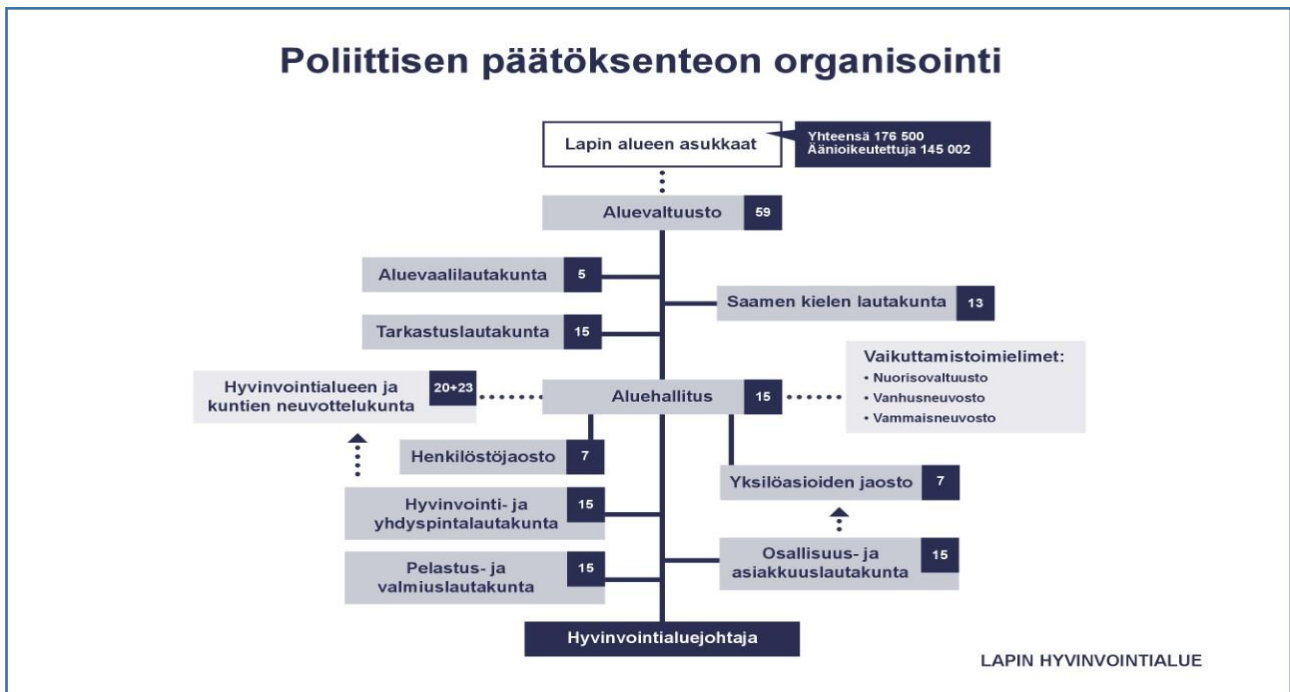 Poliittisen päätöksenteon organisointi
Lapin alueen asukkaat
Yhteensä 176 500
Äänioikeutettuja 145 002
Aluevaltuusto 59
Aluevaalilautakunta 5
Saamen kielen lautakunta 13
Tarkastuslautakunta 15
Hyvinvointialueen ja
kuntien neuvottelukunta
20+23
Aluehallitus 15
Vaikuttamistoimielimet:
• Nuorisovaltuusto
• Vanhusneuvosto
• Vammaisneuvosto
Henkilöstöjaosto 7
Yksilöasioiden jaosto 7
Hyvinvointi- ja
yhdyspintalautakunta
15
Osallisuus- ja
asiakkuuslautakunta
15
Pelastus- ja
valmiuslautakunta
15
Hyvinvointialuejohtaja
LAPIN HYVINVOINTIALUE